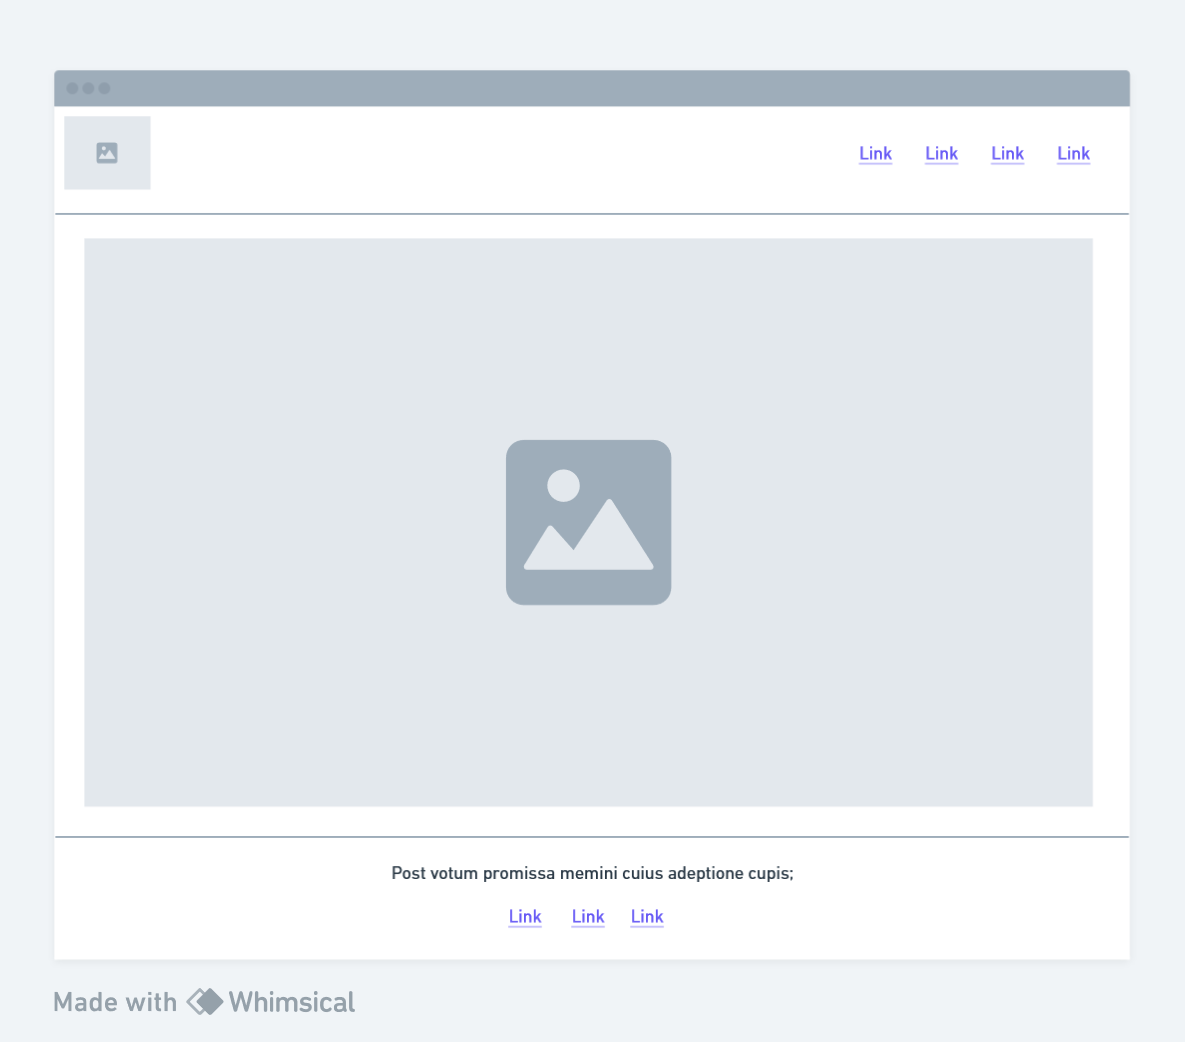 Link Link Link Link
Post votum promissa memini cuius adeptione cupis;
Link Link Link
Made with Whimsical